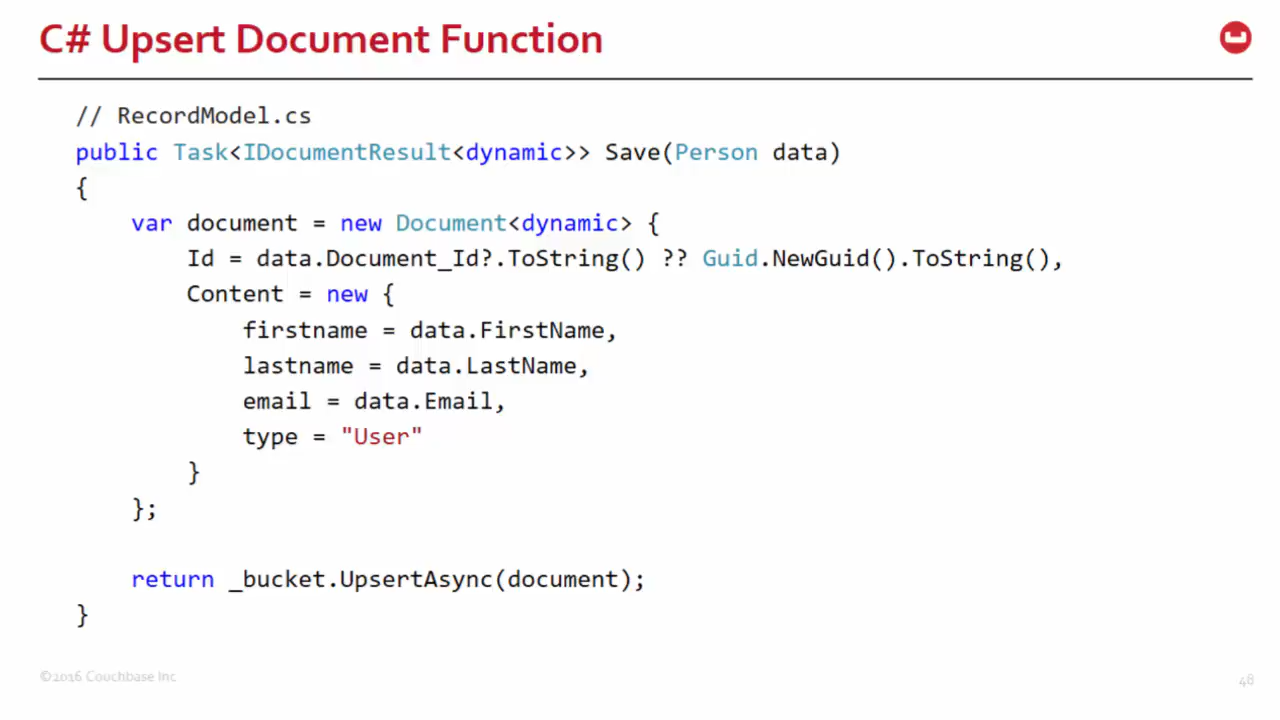 C# Upsert Document Function
// RecordModel.cs
public Task<IDocumentResult<dynamic>> Save(Person data)
{
var document = new Document<dynamic> {
Id = data.Document_Id?.ToString() ?? Guid.NewGuid().ToString(),
Content = new {
firstname = data.FirstName,
lastname = data.LastName,
email = data.Email,
type = "User"
}
};
return _bucket.UpsertAsync(document);
}
©2016 Couchbase Inc
48